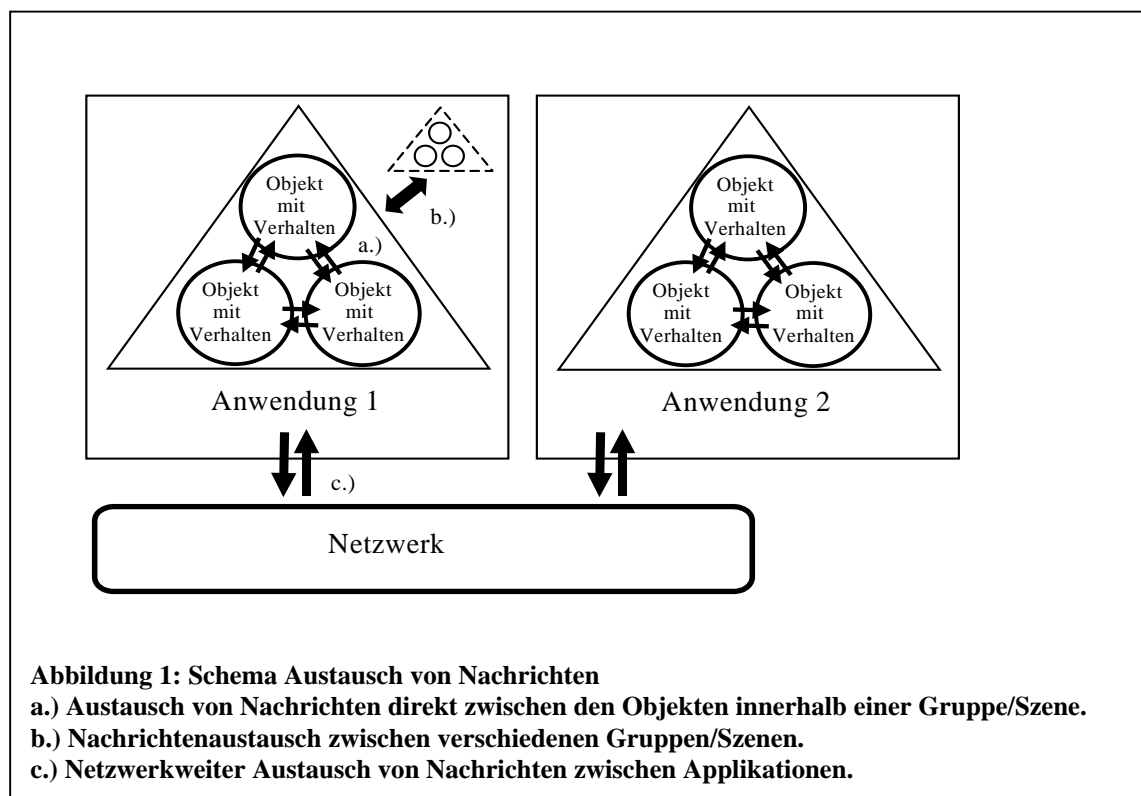 Objekt
mit
Verhalten
b.)
a.)
Objekt
mit
Verhalten
Objekt
mit
Verhalten
Anwendung 1
Objekt
mit
Verhalten
Objekt
mit
Verhalten
Objekt
mit
Verhalten
Anwendung 2
c.)
Netzwerk
Abbildung 1: Schema Austausch von Nachrichten
a.) Austausch von Nachrichten direkt zwischen den Objekten innerhalb einer Gruppe/Szene.
b.) Nachrichtenaustausch zwischen verschiedenen Gruppen/Szenen.
c.) Netzwerkweiter Austausch von Nachrichten zwischen Applikationen.